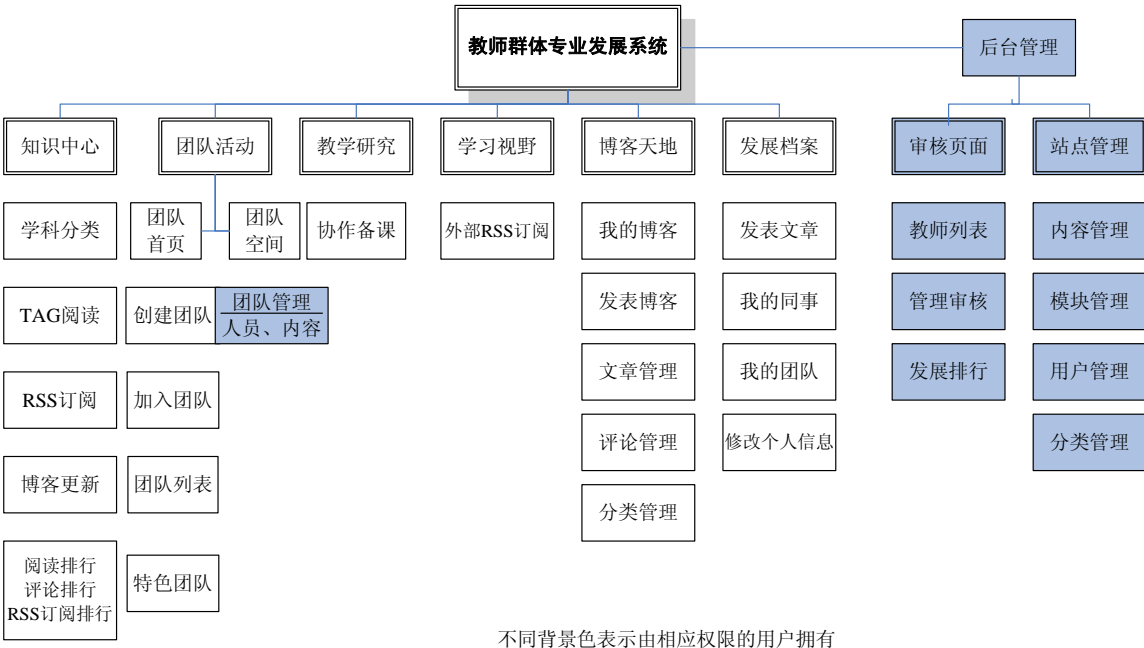 教师群体专业发展系统
后台管理
知识中心
团队活动
教学研究
学习视野
博客天地
发展档案
审核页面
站点管理
学科分类
团队
首页
团队
空间
协作备课
外部RSS订阅
我的博客
发表文章
教师列表
内容管理
TAG阅读
创建团队
团队管理
人员、内容
发表博客
我的同事
管理审核
模块管理
RSS订阅
加入团队
文章管理
我的团队
发展排行
用户管理
博客更新
团队列表
评论管理
修改个人信息
分类管理
分类管理
阅读排行
评论排行
RSS订阅排行
特色团队
不同背景色表示由相应权限的用户拥有